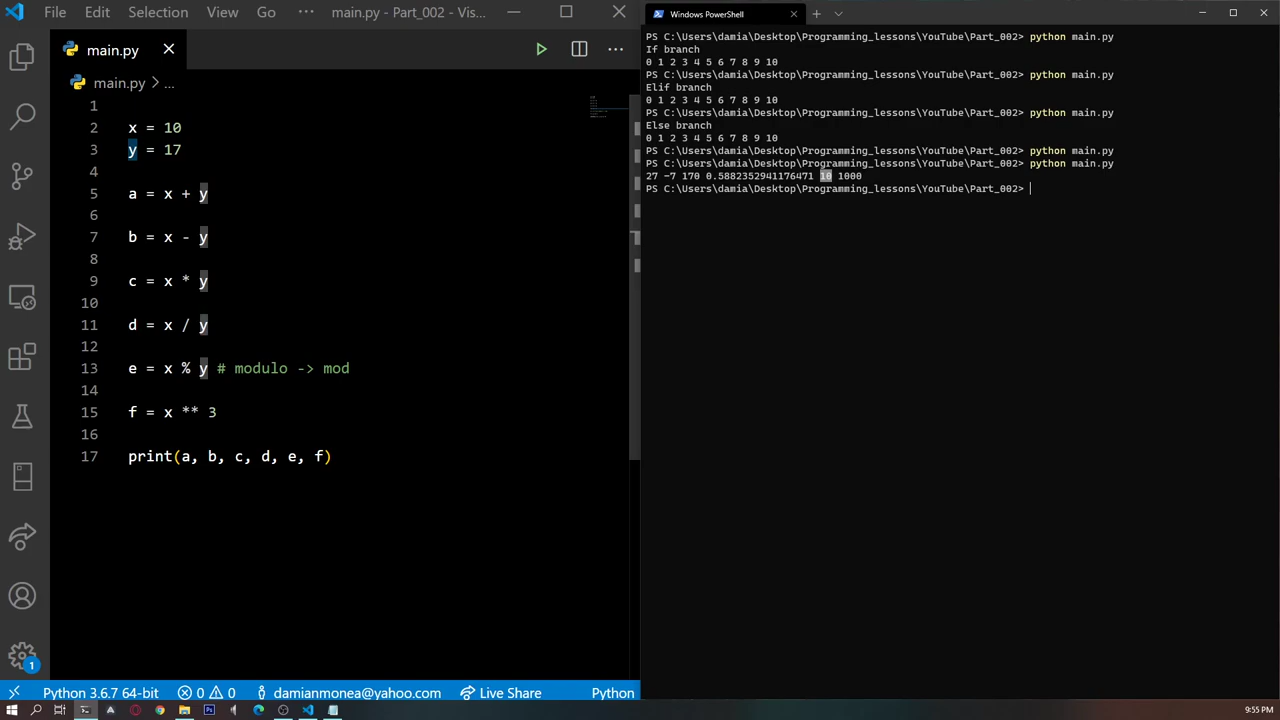 File Edit Selection View Go ··· main.py - Part_002 - Vis...
main.py
main.py > ...
1
2 x = 10
3 y = 17
4
5 a = x + y
6
7 b = x - y
8
9 c = x * y
10
11 d = x / y
12
13 e = x % y # modulo -> mod
14
15 f = x ** 3
16
17 print(a, b, c, d, e, f)
1
Python 3.6.7 64-bit 0 0 damianmonea@yahoo.com Live Share Python
Windows PowerShell
PS C:\Users\damia\Desktop\Programming_lessons\YouTube\Part_002> python main.py
If branch
0 1 2 3 4 5 6 7 8 9 10
PS C:\Users\damia\Desktop\Programming_lessons\YouTube\Part_002> python main.py
Elif branch
0 1 2 3 4 5 6 7 8 9 10
PS C:\Users\damia\Desktop\Programming_lessons\YouTube\Part_002> python main.py
Else branch
0 1 2 3 4 5 6 7 8 9 10
PS C:\Users\damia\Desktop\Programming_lessons\YouTube\Part_002> python main.py
PS C:\Users\damia\Desktop\Programming_lessons\YouTube\Part_002> python main.py
27 -7 170 0.5882352941176471 10 1000
PS C:\Users\damia\Desktop\Programming_lessons\YouTube\Part_002>
9:55 PM